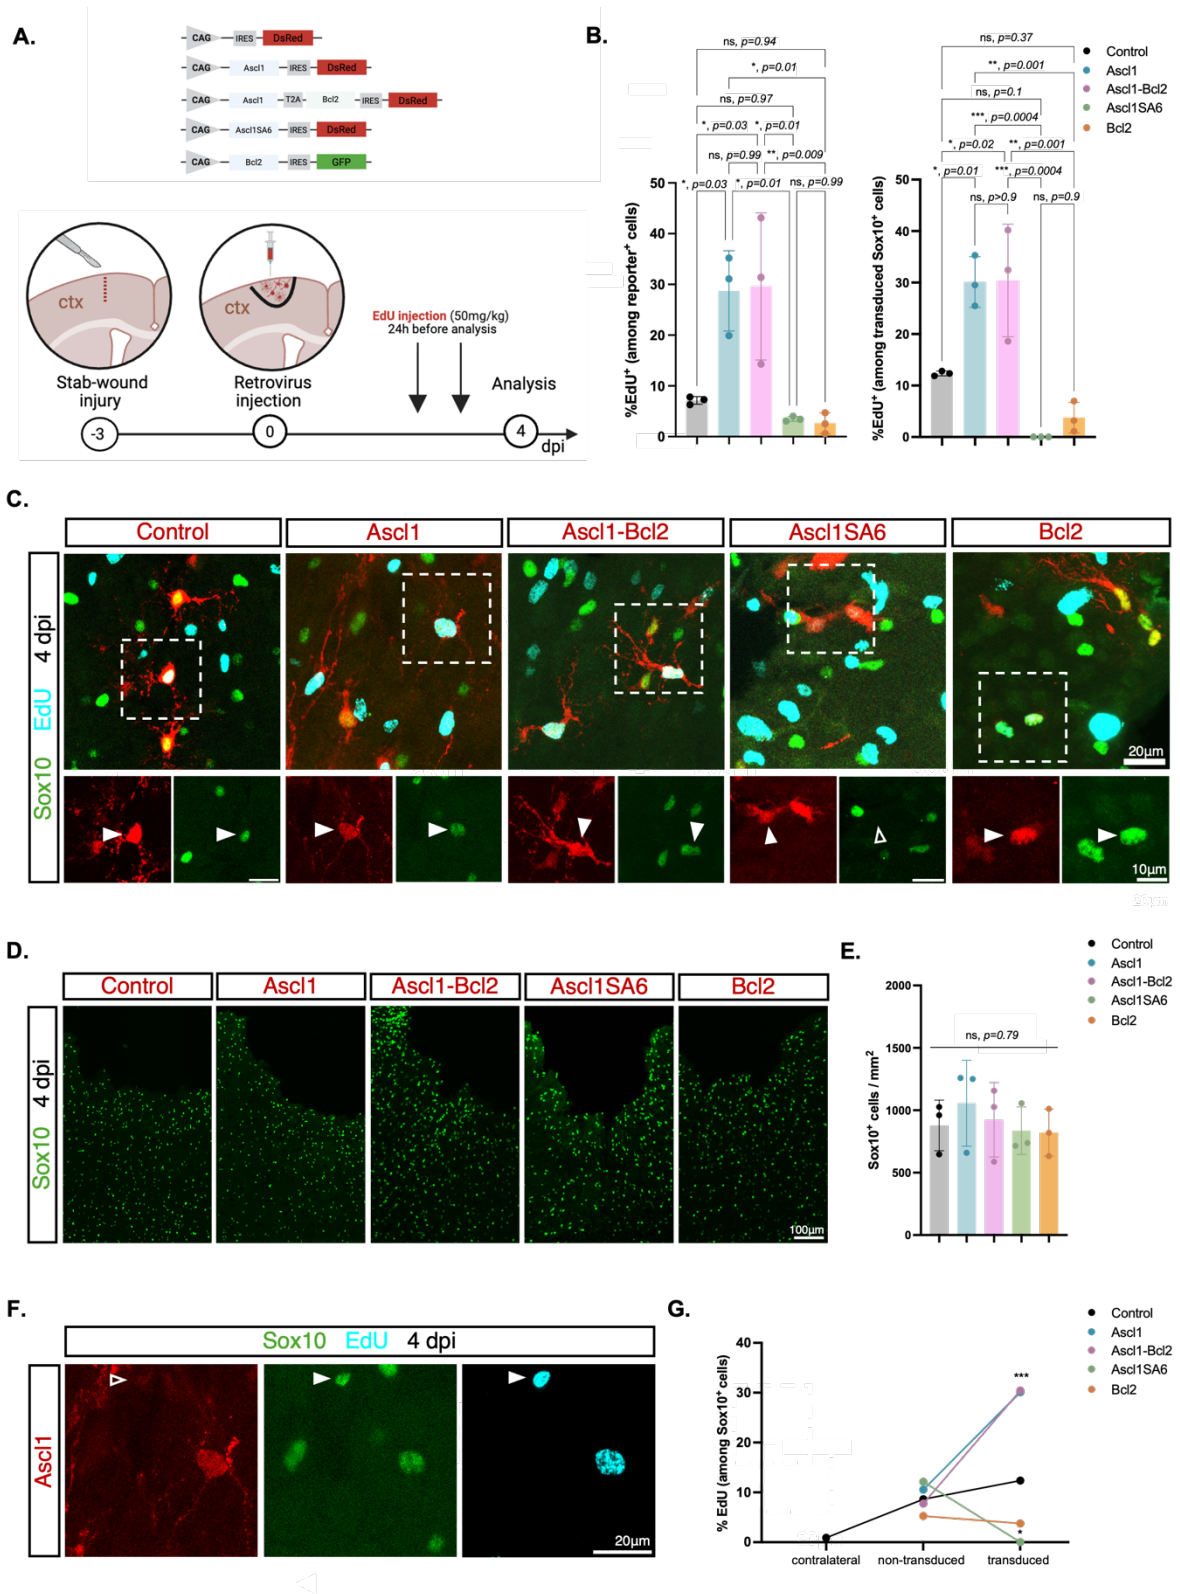 A.
CAG IRES DsRed
CAG Ascl1 IRES DsRed
CAG Ascl1 T2A Bcl2 IRES DsRed
CAG Ascl1SA6 IRES DsRed
CAG Bcl2 IRES GFP
ctx
ctx
EdU injection (50mg/kg)
24h before analysis
Stab-wound
injury
Retrovirus
injection
Analysis
-3
0
4
dpi
B.
ns, p=0.94
*, p=0.01
ns, p=0.97
*, p=0.03 *, p=0.01
ns, p=0.99 **, p=0.009
*, p=0.03 *, p=0.01 ns, p=0.99
%EdU+ (among reporter+ cells)
50
40
30
20
10
0
ns, p=0.37
**, p=0.001
ns, p=0.1
***, p=0.0004
*, p=0.02 **, p=0.001
*, p=0.01 ***, p=0.0004
ns, p>0.9 ns, p=0.9
%EdU+ (among transduced Sox10+ cells)
50
40
30
20
10
0
Control
Ascl1
Ascl1-Bcl2
Ascl1SA6
Bcl2
C.
Control Ascl1 Ascl1-Bcl2 Ascl1SA6 Bcl2
Sox10 EdU 4 dpi
20µm
10µm
D.
Control Ascl1 Ascl1-Bcl2 Ascl1SA6 Bcl2
Sox10 4 dpi
100µm
E.
Control
Ascl1
Ascl1-Bcl2
Ascl1SA6
Bcl2
ns, p=0.79
Sox10+ cells / mm2
2000
1500
1000
500
0
F.
Sox10 EdU 4 dpi
Ascl1
20µm
G.
Control
Ascl1
Ascl1-Bcl2
Ascl1SA6
Bcl2
% EdU (among Sox10+ cells)
40
30
20
10
0
***
*
contralateral non-transduced transduced